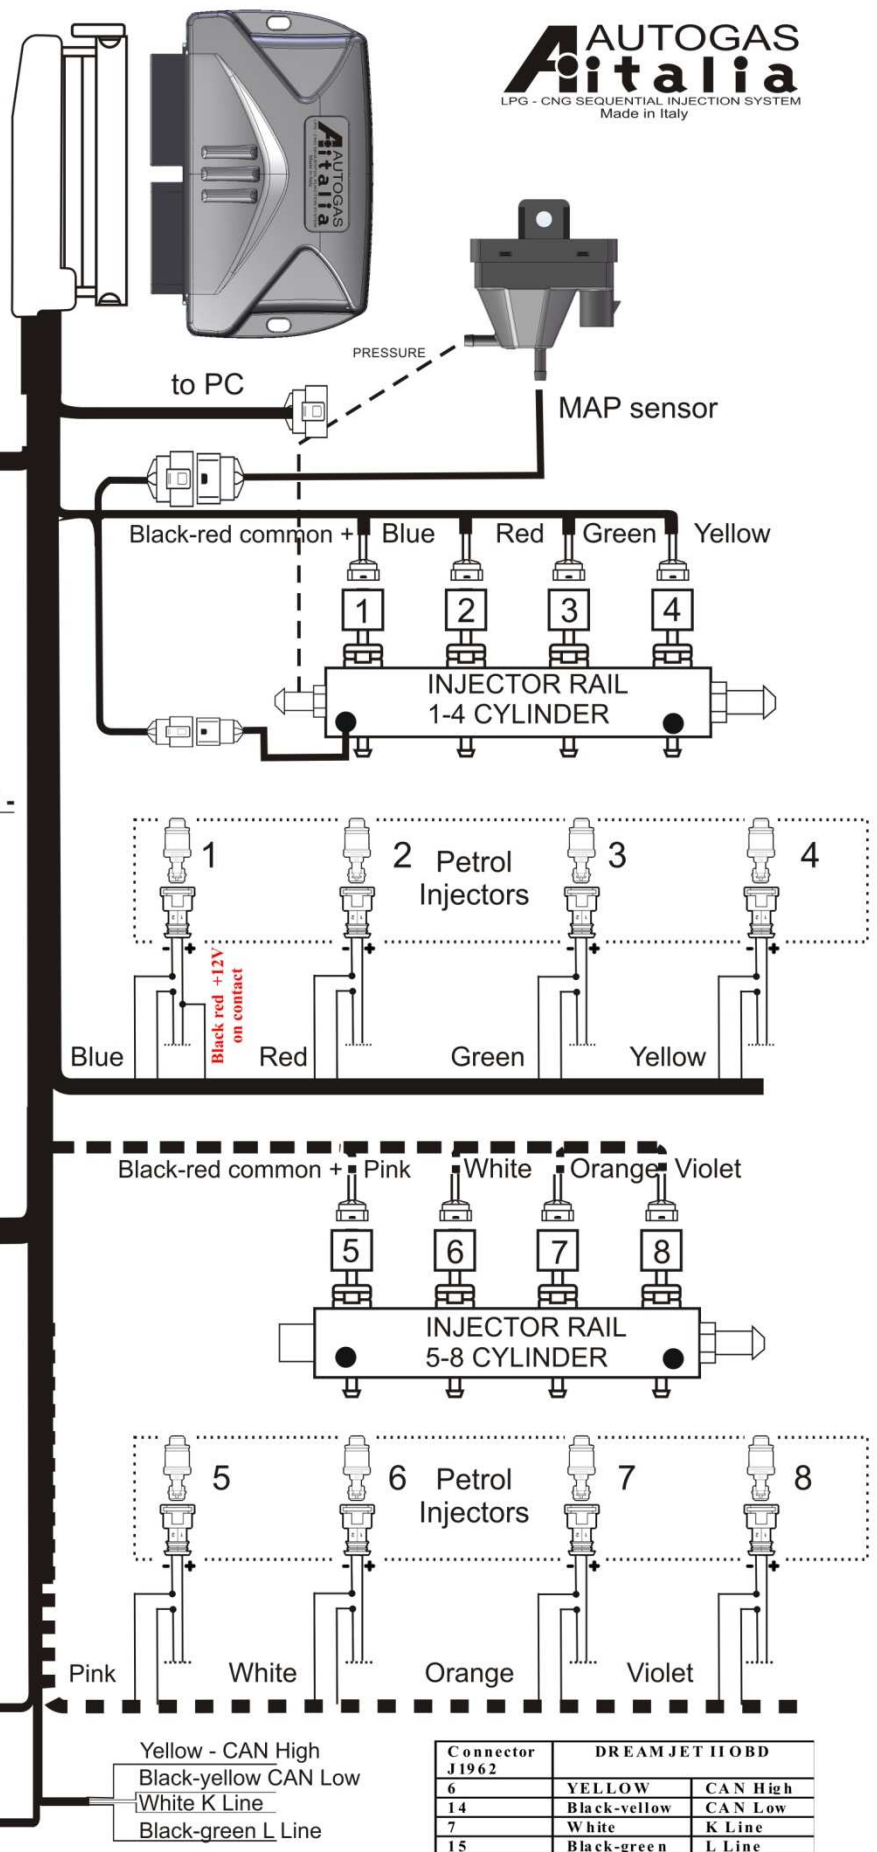 AUTOGAS
Aitalia
LPG - CNG SEQUENTIAL INJECTION SYSTEM
Made in Italy
AUTOGAS
Aitalia
PRESSURE
to PC
MAP sensor
Black-red common + Blue Red Green Yellow
1 2 3 4
INJECTOR RAIL
1-4 CYLINDER
1 2 3 4
Petrol
Injectors
- + - + - + - +
Black red +12V
on contact
Blue Red Green Yellow
Black-red common + Pink White Orange Violet
5 6 7 8
INJECTOR RAIL
5-8 CYLINDER
5 6 7 8
Petrol
Injectors
- + - + - + - +
Pink White Orange Violet
Yellow - CAN High
Black-yellow CAN Low
White K Line
Black-green L Line
Connector J1962 DREAMJET II OBD
6 YELLOW CAN High
14 Black-yellow CAN Low
7 White K Line
15 Black-green L Line